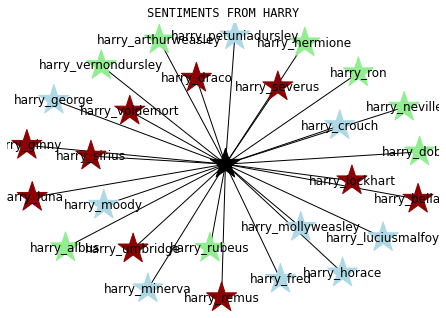 SENTIMENTS FROM HARRY
harry_petuniadursley
harry_arthurweasley
harry_hermione
harry_vernondursley
harry_draco
harry_ron
harry_severus
harry_george
harry_voldemort
harry_neville
harry_crouch
rry_ginny
harry_sirius
harry_dob
harry_lockhart
arry_luna
harry_bella
harry_moody
harry_mollyweasley
harry_luciusmalfoy
harry_albus
harry_umbridge
harry_rubeus
harry_fred
harry_horace
harry_minerva
harry_remus